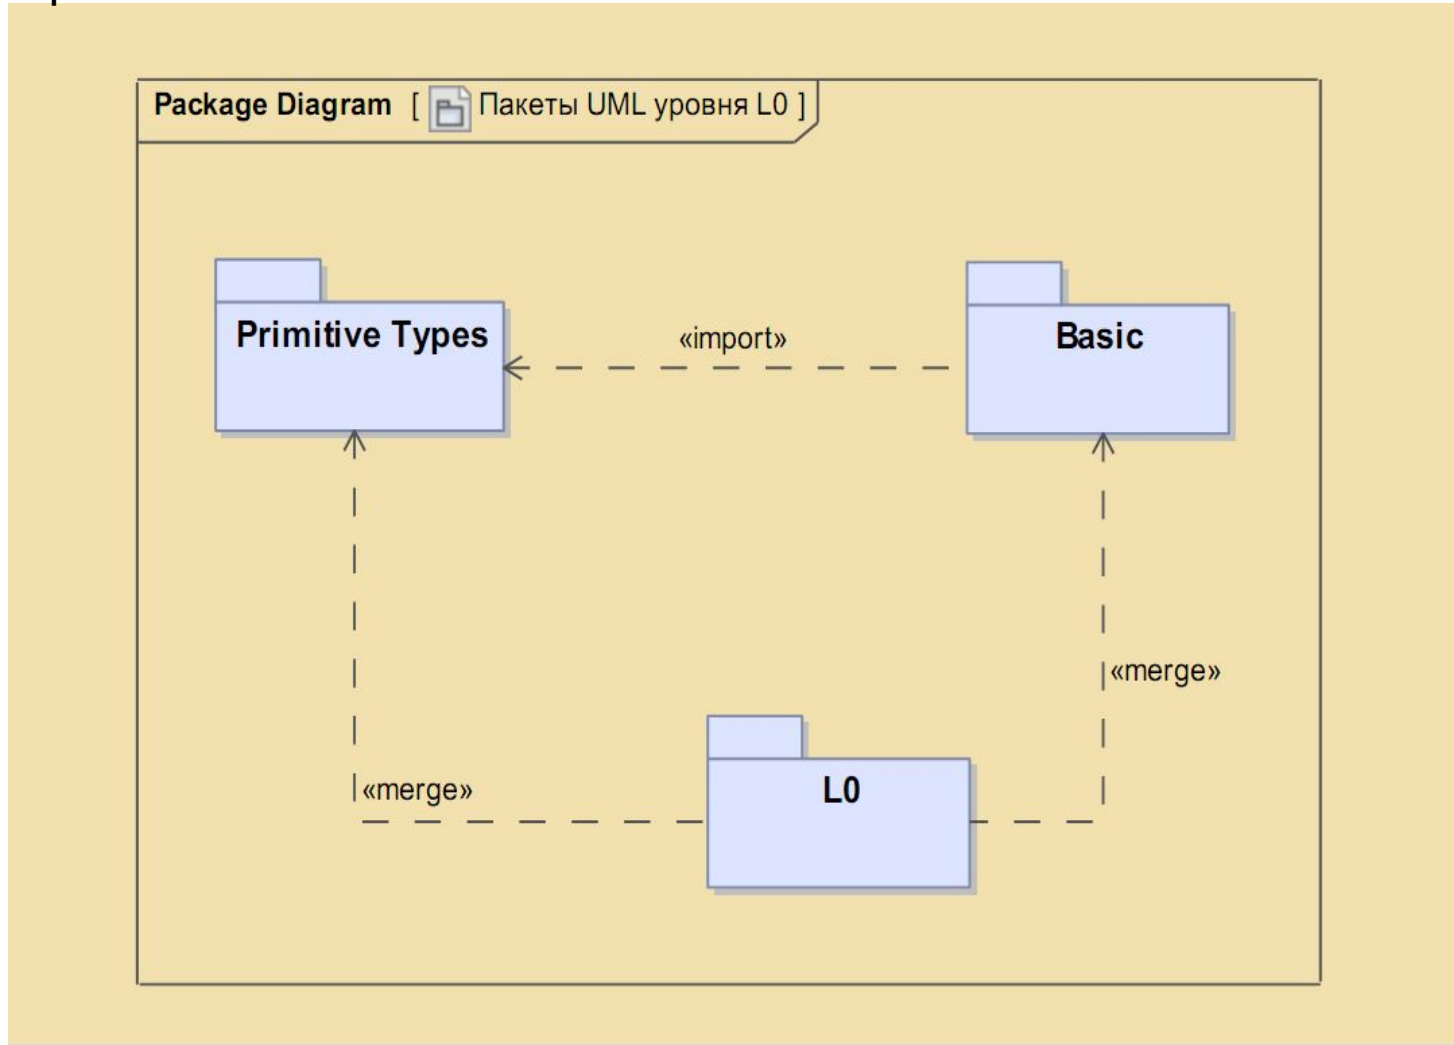 Package Diagram [ Пакеты UML уровня L0 ]
Primitive Types
«import»
Basic
«merge»
«merge»
L0